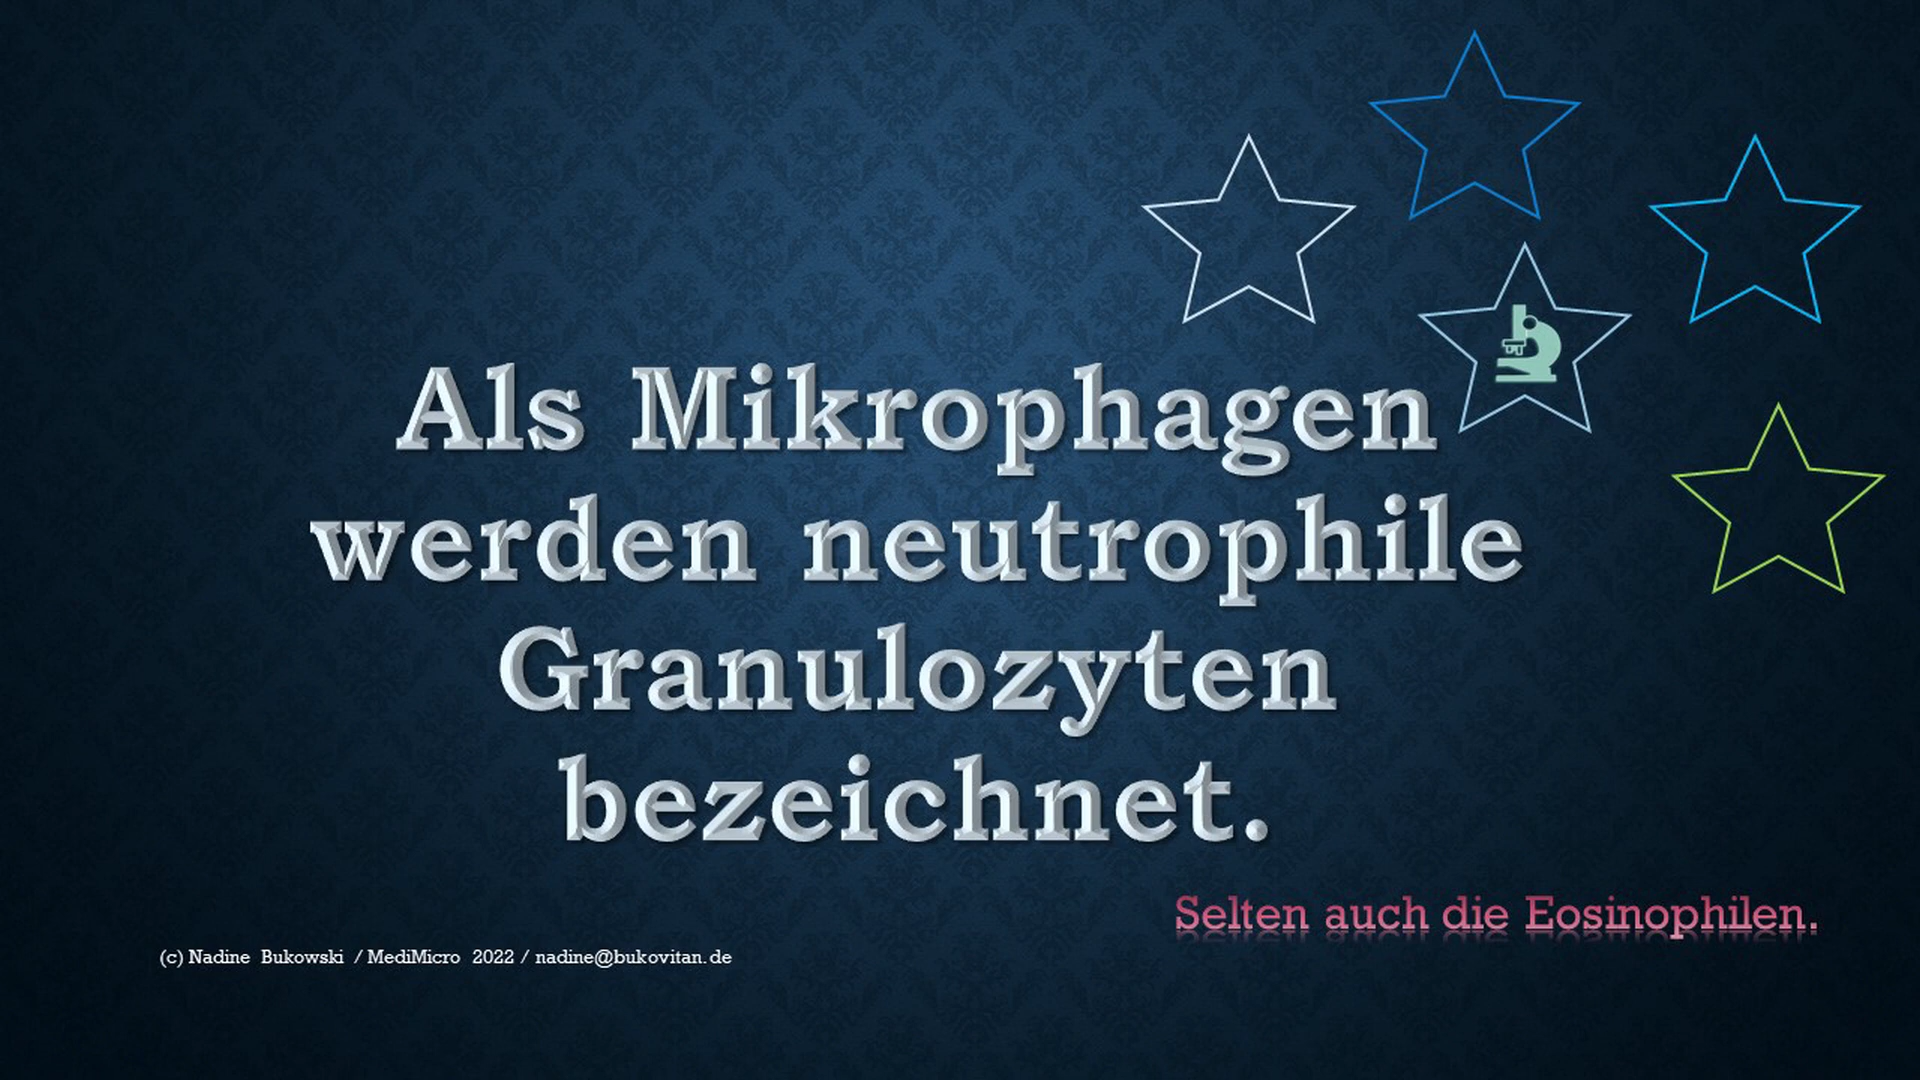 Als Mikrophagen
werden neutrophile
Granulozyten
bezeichnet.
Selten auch die Eosinophilen.
(c) Nadine Bukowski / MediMicro 2022 / nadine@bukovitan.de